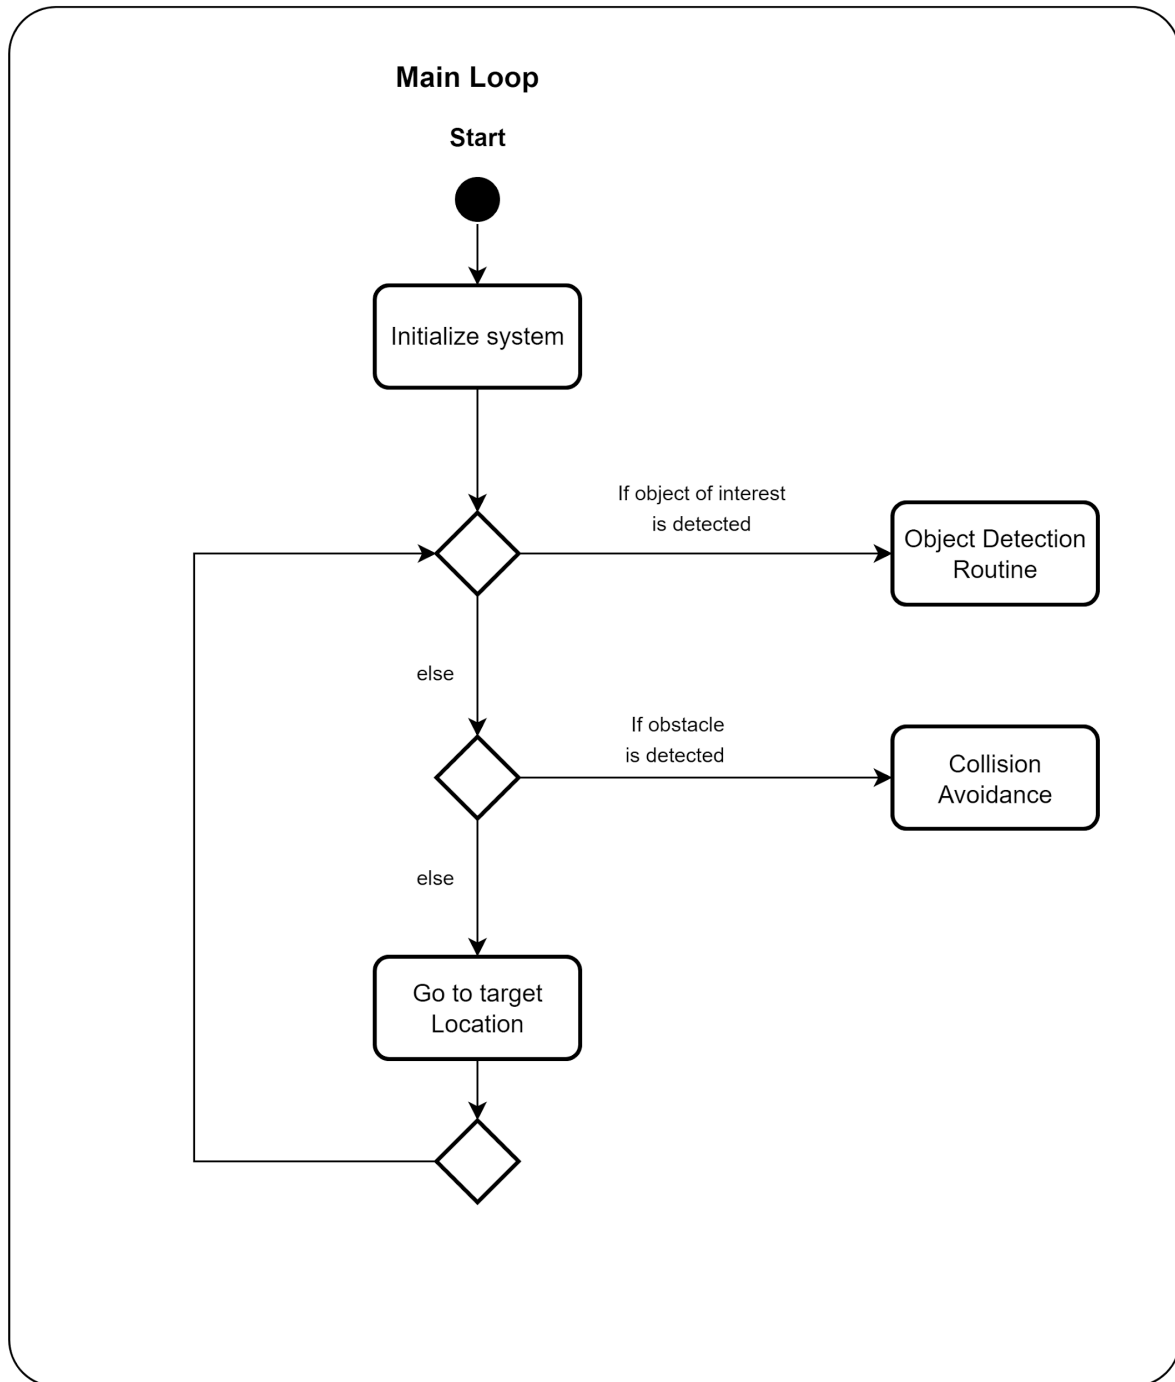 Main Loop
Start
Initialize system
If object of interest
is detected
Object Detection
Routine
else
If obstacle
is detected
Collision
Avoidance
else
Go to target
Location